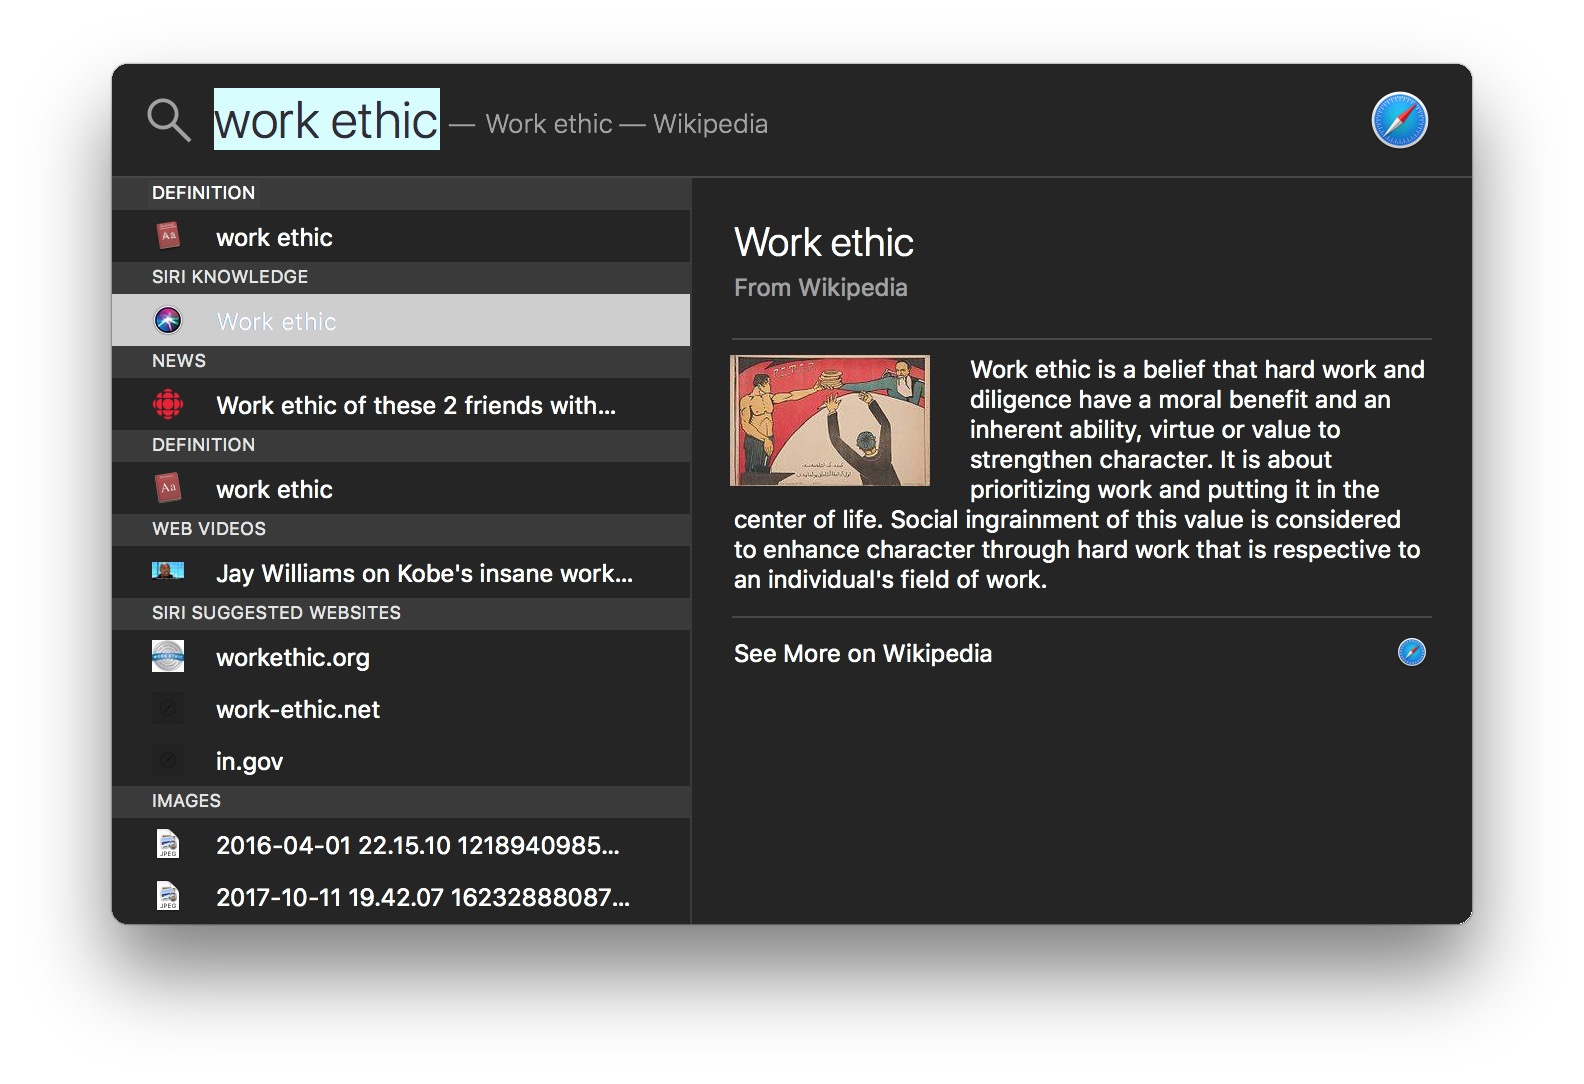 work ethic — Work ethic — Wikipedia
DEFINITION
Aa
work ethic
SIRI KNOWLEDGE
Work ethic
NEWS
Work ethic of these 2 friends with...
DEFINITION
Aa
work ethic
WEB VIDEOS
Jay Williams on Kobe's insane work...
SIRI SUGGESTED WEBSITES
workethic.org
work-ethic.net
in.gov
IMAGES
JPEG
2016-04-01 22.15.10 1218940985...
JPEG
2017-10-11 19.42.07 16232888087...
Work ethic
From Wikipedia
Work ethic is a belief that hard work and
diligence have a moral benefit and an
inherent ability, virtue or value to
strengthen character. It is about
prioritizing work and putting it in the
center of life. Social ingrainment of this value is considered
to enhance character through hard work that is respective to
an individual's field of work.
See More on Wikipedia